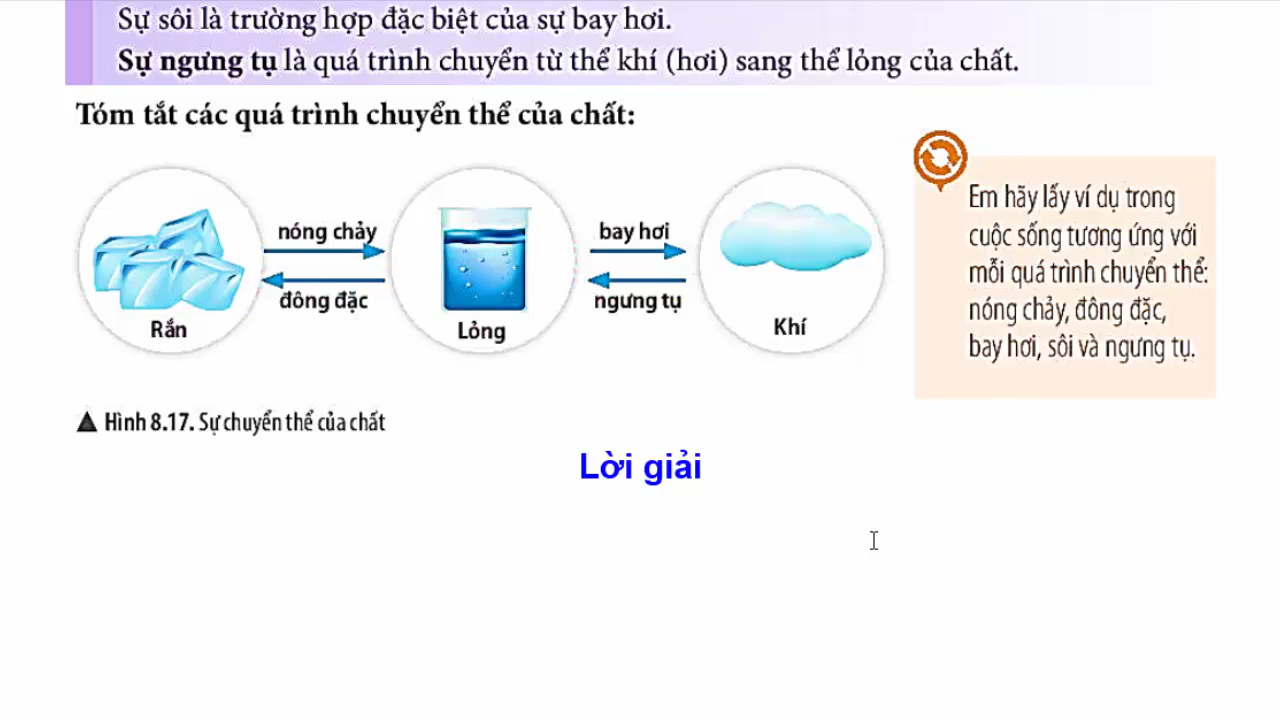 Sự sôi là trường hợp đặc biệt của sự bay hơi.
Sự ngưng tụ là quá trình chuyển từ thể khí (hơi) sang thể lỏng của chất.
Tóm tắt các quá trình chuyển thể của chất:
nóng chảy
đông đặc
bay hơi
ngưng tụ
Rắn
Lỏng
Khí
Em hãy lấy ví dụ trong
cuộc sống tương ứng với
mỗi quá trình chuyển thể:
nóng chảy, đông đặc,
bay hơi, sôi và ngưng tụ.
Hình 8.17. Sự chuyển thể của chất
Lời giải